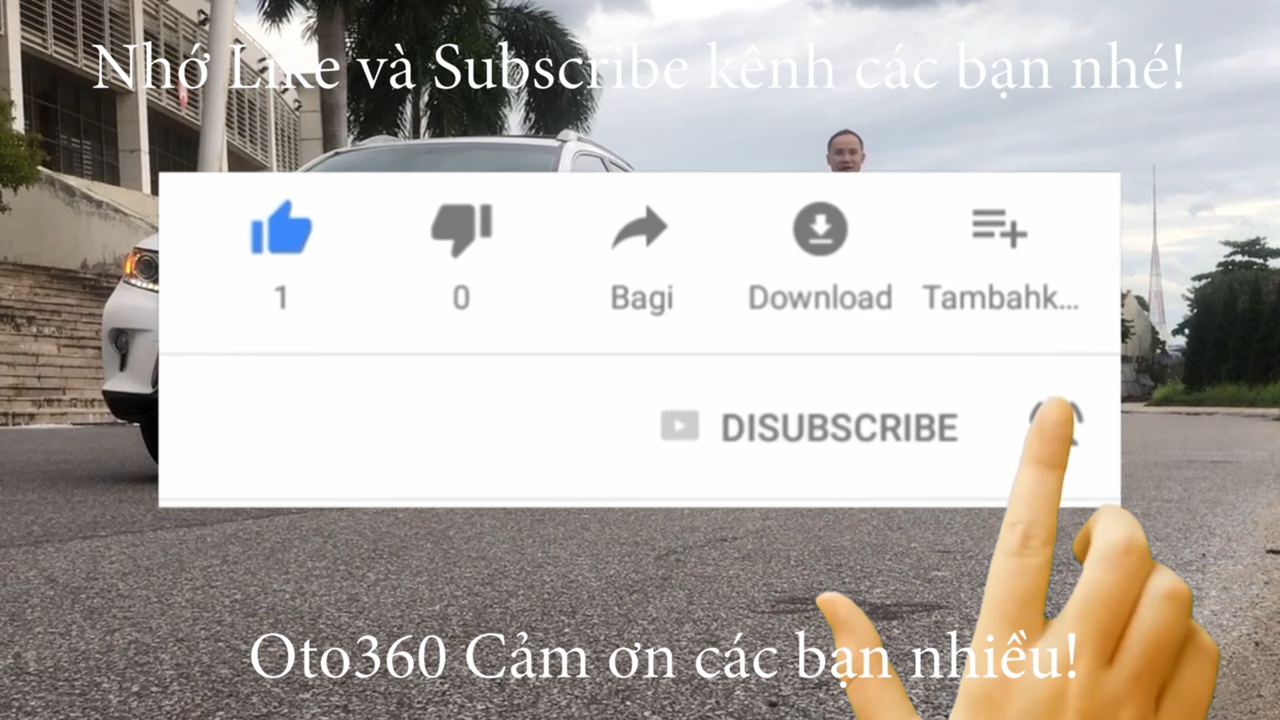 Nhớ Like và Subscribe kênh các bạn nhé!
1 0 Bagi Download Tambahk...
DISUBSCRIBE
Oto360 Cảm ơn các bạn nhiều!